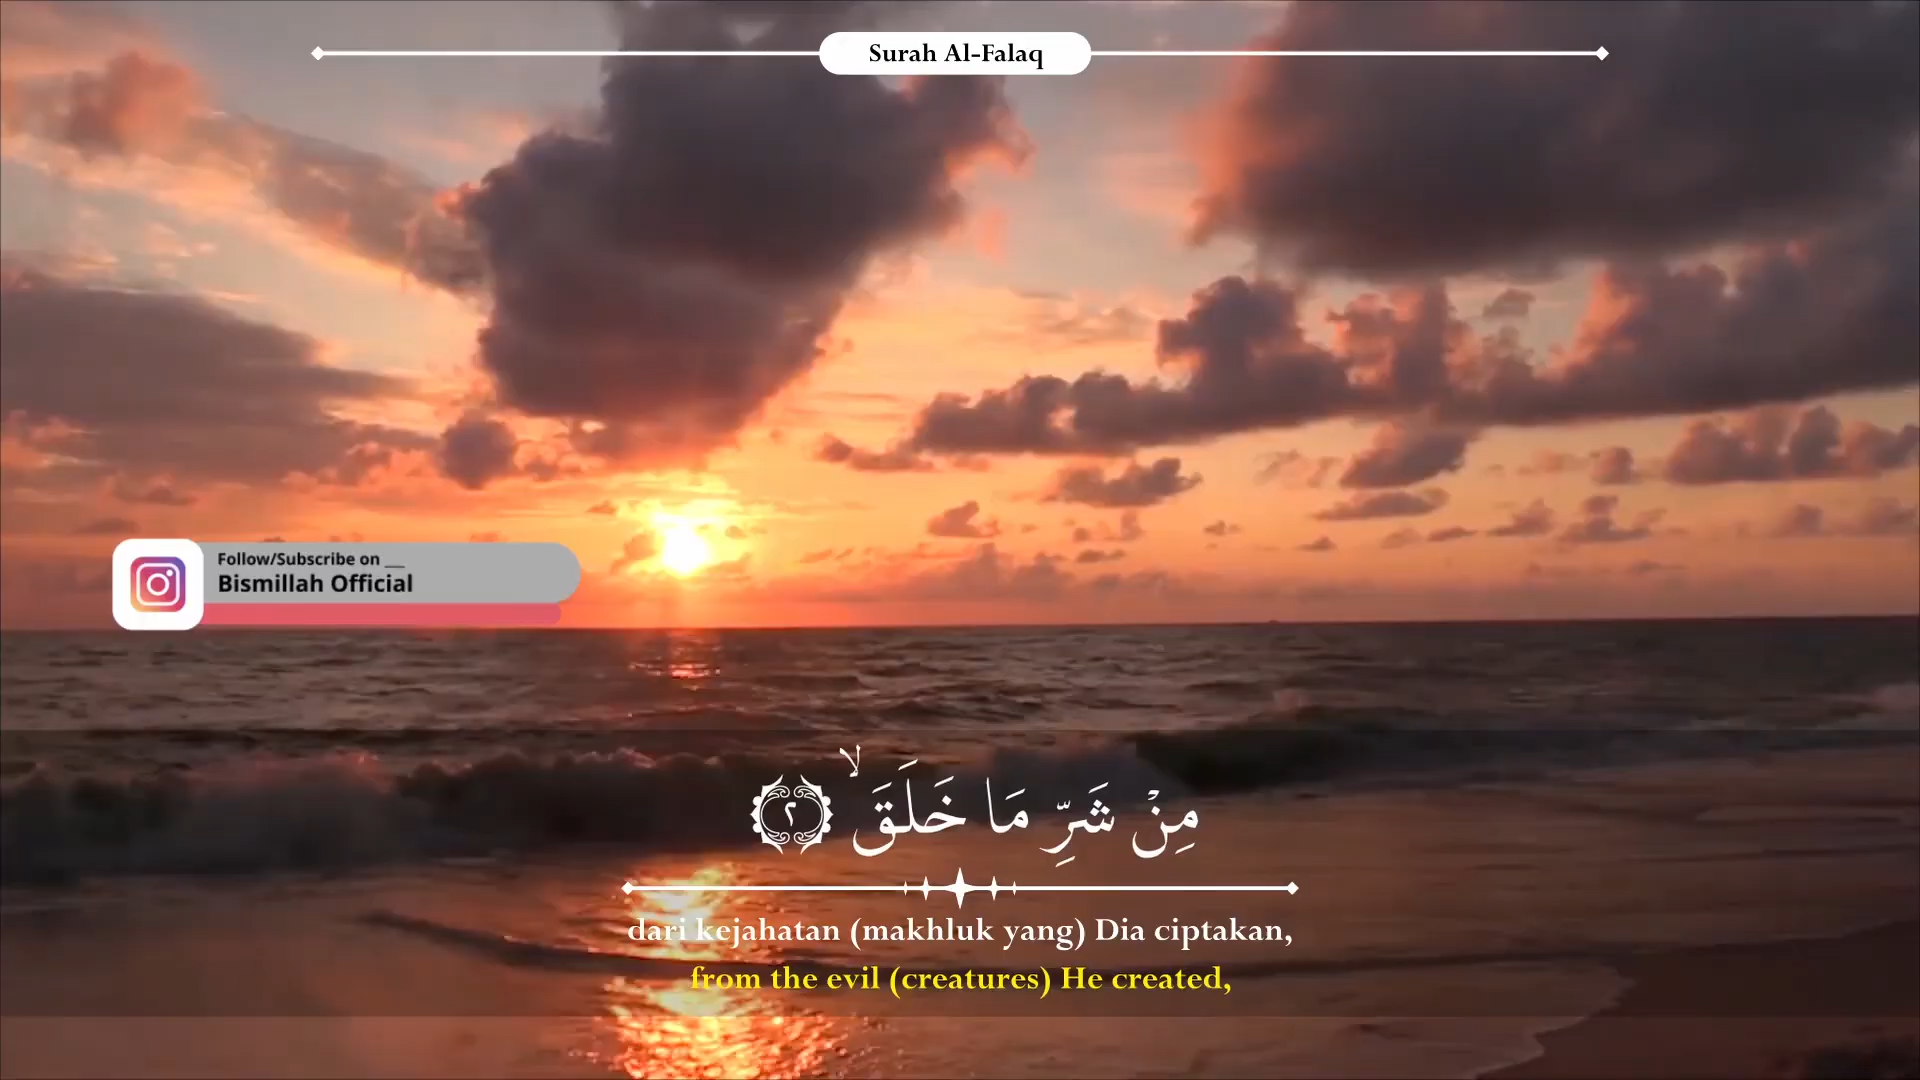 Surah Al-Falaq
Follow/Subscribe on __
Bismillah Official
مِنْ شَرِّ مَا خَلَقَۙ ٢
dari kejahatan (makhluk yang) Dia ciptakan,
from the evil (creatures) He created,